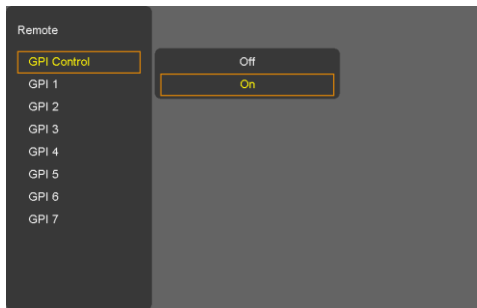 Remote
GPI Control
Off
GPI 1
On
GPI 2
GPI 3
GPI 4
GPI 5
GPI 6
GPI 7